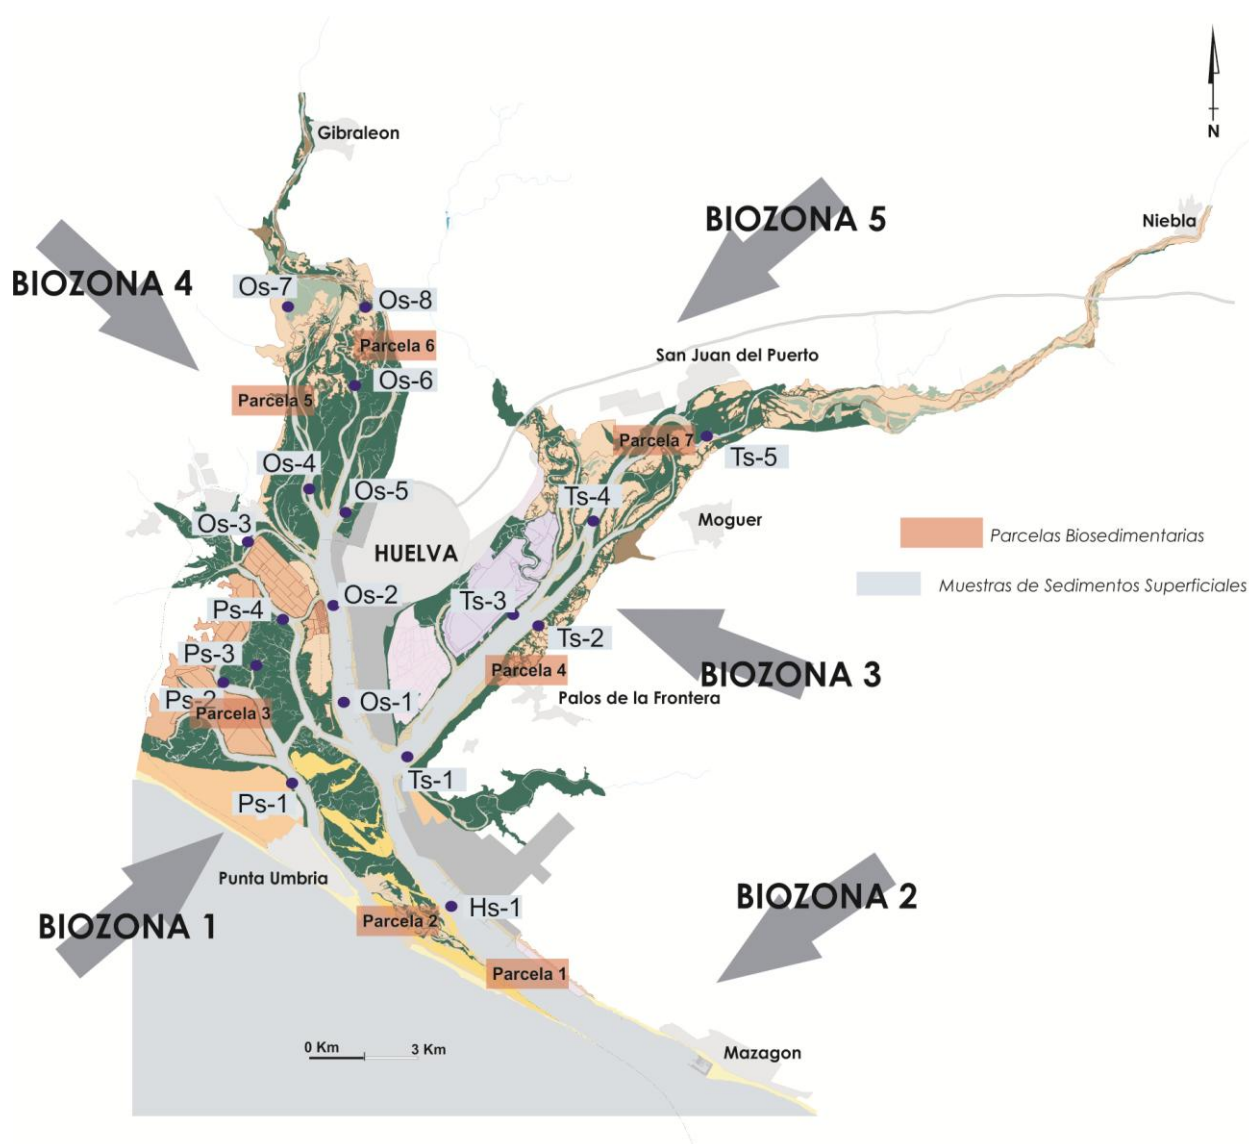 Gibraleon
N
BIOZONA 5
Niebla
BIOZONA 4
Os-7
Os-8
Parcela 6
San Juan del Puerto
Os-6
Parcela 5
Parcela 7
Ts-5
Os-4
Os-5
Ts-4
Moguer
Os-3
HUELVA
Parcelas Biosedimentarias
Muestras de Sedimentos Superficiales
Ps-4
Os-2
Ts-3
Ts-2
Ps-3
Parcela 4
BIOZONA 3
Ps-2
Parcela 3
Os-1
Palos de la Frontera
Ts-1
Ps-1
Punta Umbria
BIOZONA 2
BIOZONA 1
Parcela 2
Hs-1
Parcela 1
0 Km 3 Km
Mazagon